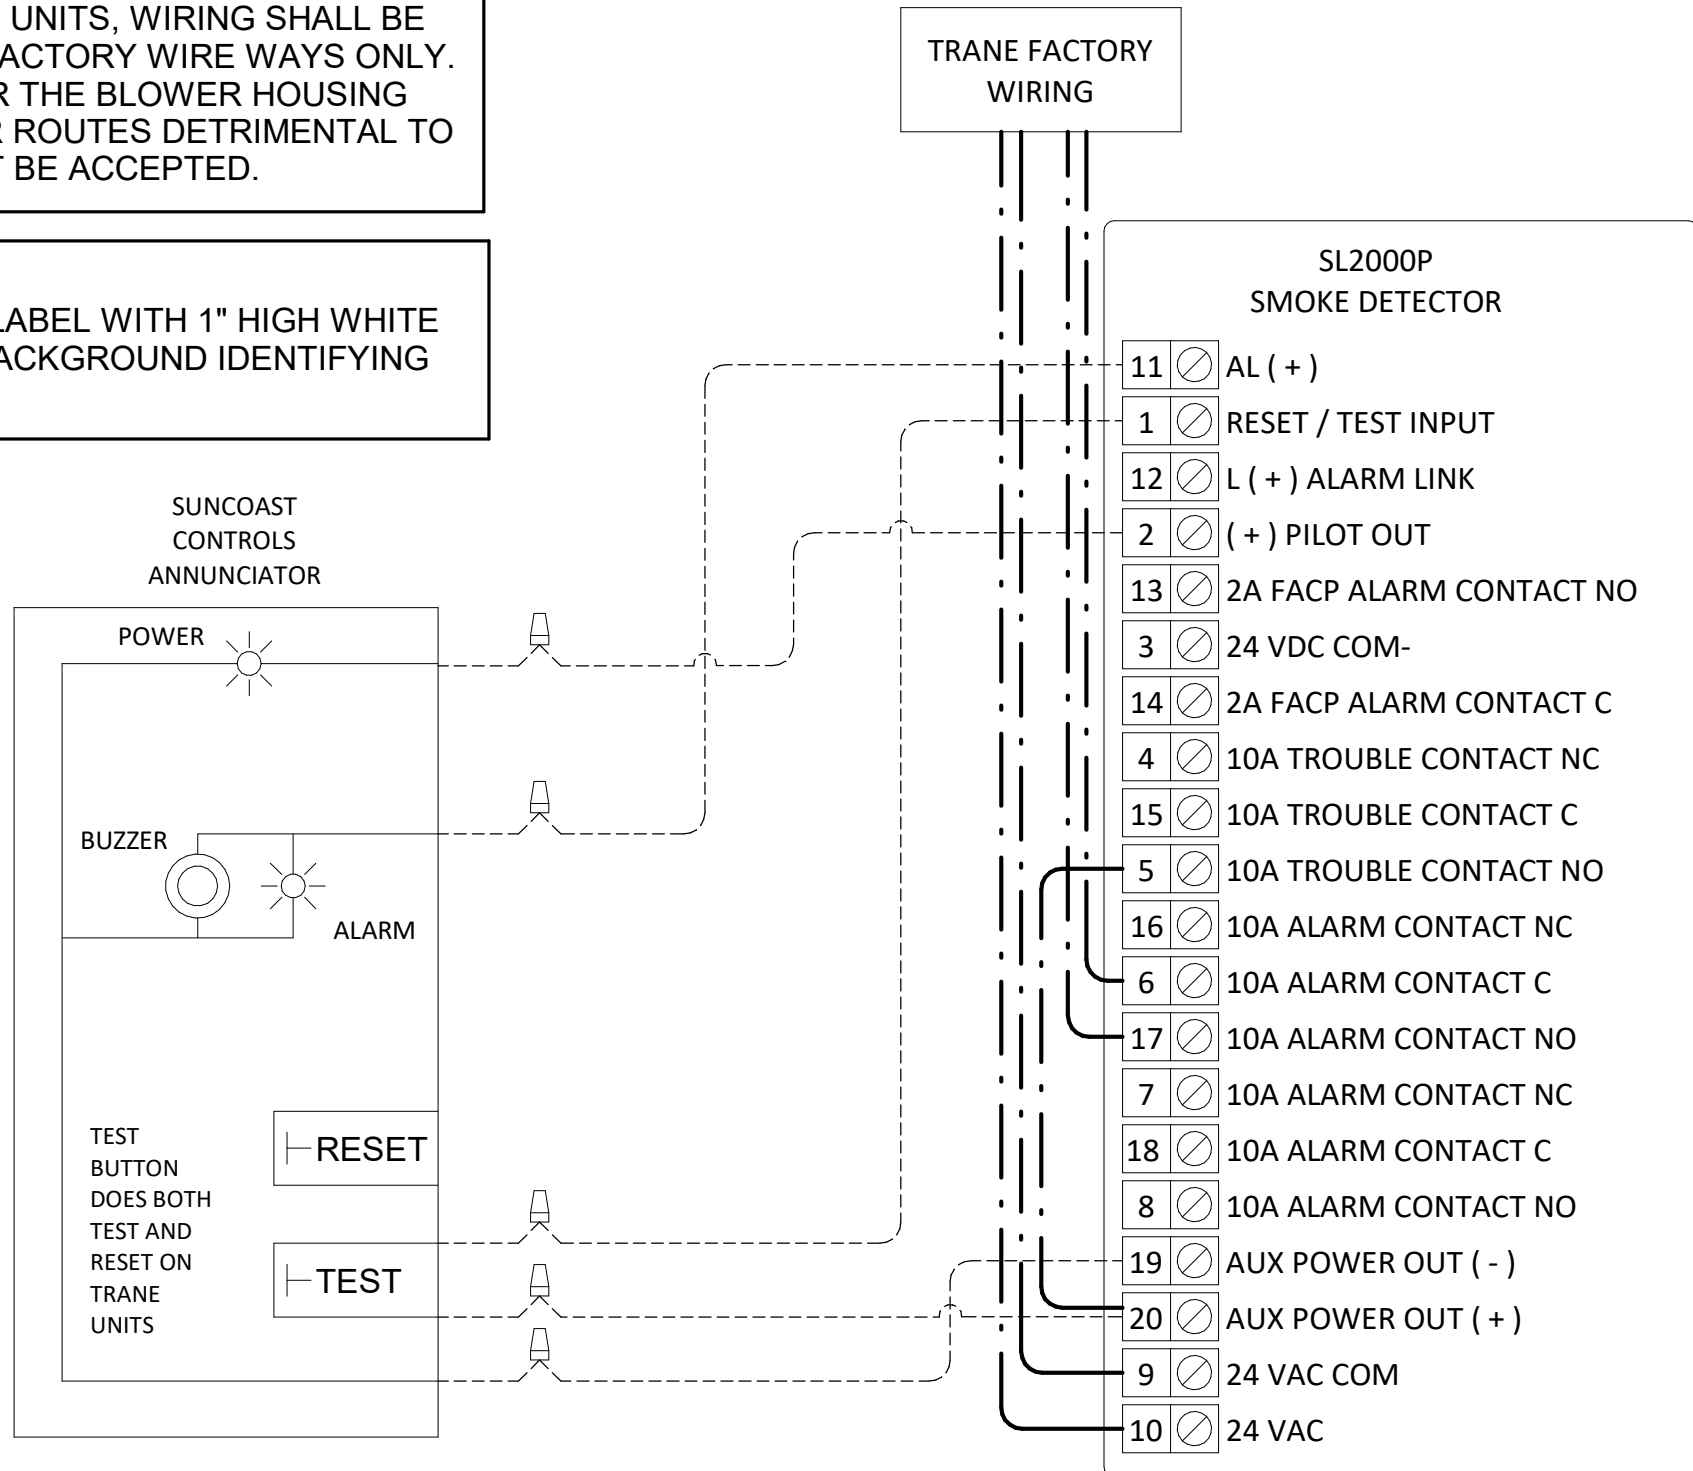 UNITS, WIRING SHALL BE
FACTORY WIRE WAYS ONLY.
R THE BLOWER HOUSING
R ROUTES DETRIMENTAL TO
T BE ACCEPTED.
LABEL WITH 1" HIGH WHITE
BACKGROUND IDENTIFYING
TRANE FACTORY
WIRING
SL2000P
SMOKE DETECTOR
11 AL ( + )
1 RESET / TEST INPUT
12 L ( + ) ALARM LINK
2 ( + ) PILOT OUT
13 2A FACP ALARM CONTACT NO
3 24 VDC COM-
14 2A FACP ALARM CONTACT C
4 10A TROUBLE CONTACT NC
15 10A TROUBLE CONTACT C
5 10A TROUBLE CONTACT NO
16 10A ALARM CONTACT NC
6 10A ALARM CONTACT C
17 10A ALARM CONTACT NO
7 10A ALARM CONTACT NC
18 10A ALARM CONTACT C
8 10A ALARM CONTACT NO
19 AUX POWER OUT ( - )
20 AUX POWER OUT ( + )
9 24 VAC COM
10 24 VAC
SUNCOAST
CONTROLS
ANNUNCIATOR
POWER
BUZZER
ALARM
RESET
TEST
TEST
BUTTON
DOES BOTH
TEST AND
RESET ON
TRANE
UNITS